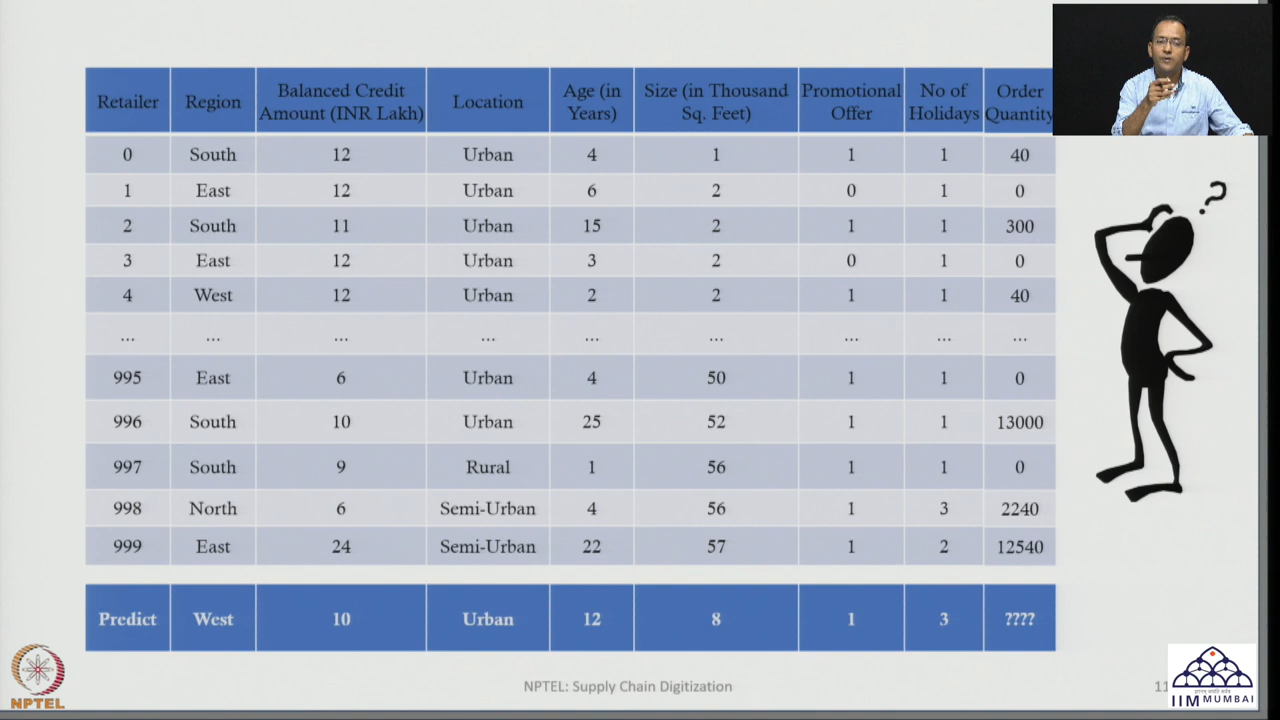 Retailer Region Balanced Credit Amount (INR Lakh) Location Age (in Years) Size (in Thousand Sq. Feet) Promotional Offer No of Holidays Order Quantity
0 South 12 Urban 4 1 1 1 40
1 East 12 Urban 6 2 0 1 0
2 South 11 Urban 15 2 1 1 300
3 East 12 Urban 3 2 0 1 0
4 West 12 Urban 2 2 1 1 40
... ... ... ... ... ... ... ... ...
995 East 6 Urban 4 50 1 1 0
996 South 10 Urban 25 52 1 1 13000
997 South 9 Rural 1 56 1 1 0
998 North 6 Semi-Urban 4 56 1 3 2240
999 East 24 Semi-Urban 22 57 1 2 12540
Predict West 10 Urban 12 8 1 3 ????
?
NPTEL
NPTEL: Supply Chain Digitization
IIM MUMBAI